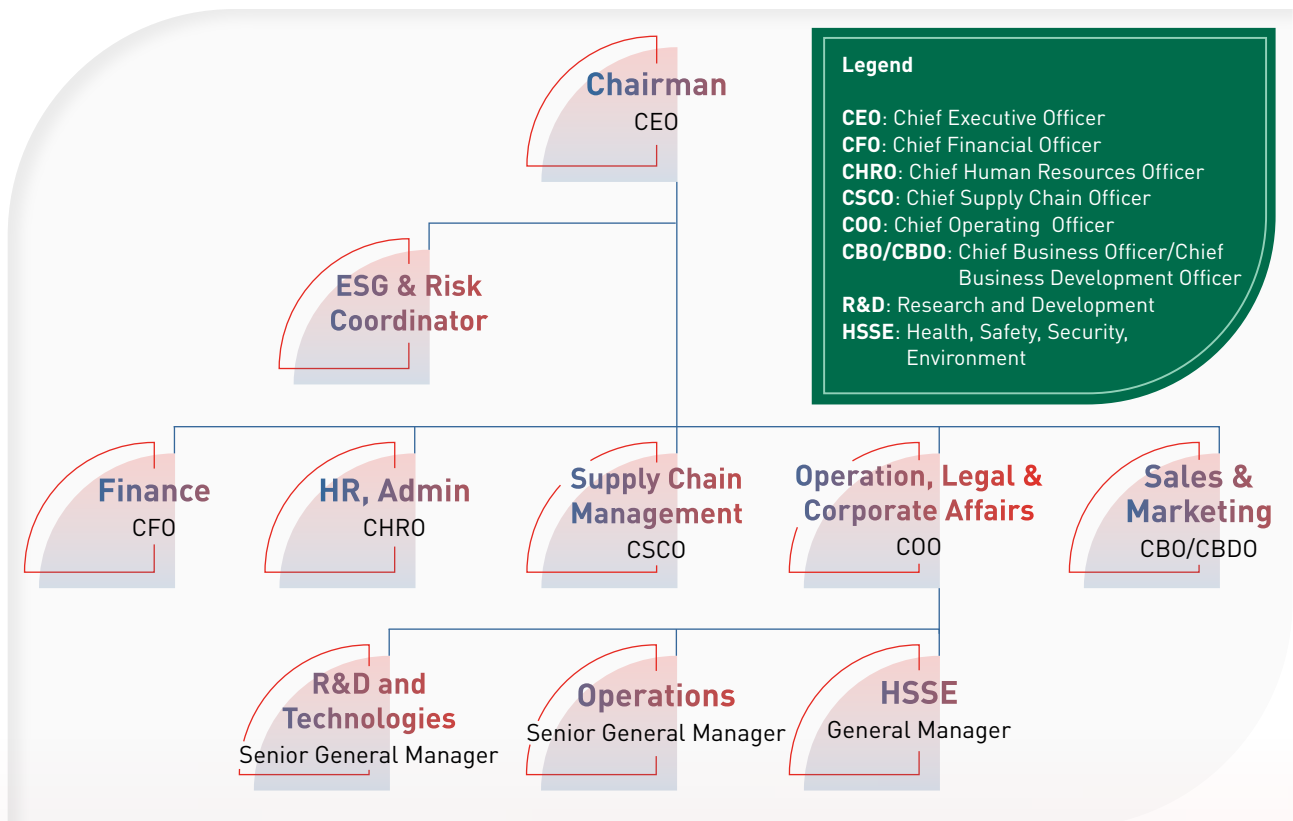 Chairman
CEO
Legend
CEO: Chief Executive Officer
CFO: Chief Financial Officer
CHRO: Chief Human Resources Officer
CSCO: Chief Supply Chain Officer
COO: Chief Operating Officer
CBO/CBDO: Chief Business Officer/Chief
Business Development Officer
R&D: Research and Development
HSSE: Health, Safety, Security,
Environment
ESG & Risk
Coordinator
Finance
CFO
HR, Admin
CHRO
Supply Chain
Management
CSCO
Operation, Legal &
Corporate Affairs
COO
Sales &
Marketing
CBO/CBDO
R&D and
Technologies
Senior General Manager
Operations
Senior General Manager
HSSE
General Manager